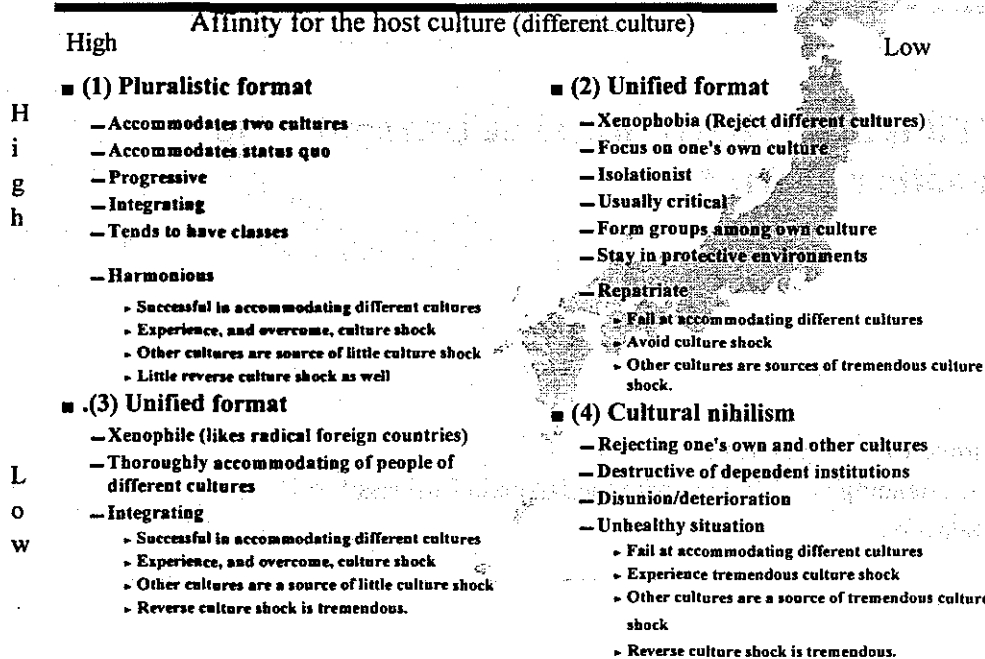 Affinity for the host culture (different culture)
High
Low
H
i
g
h
■ (1) Pluralistic format
– Accommodates two cultures
– Accommodates status quo
– Progressive
– Integrating
– Tends to have classes
– Harmonious
▸ Successful in accommodating different cultures
▸ Experience, and overcome, culture shock
▸ Other cultures are source of little culture shock
▸ Little reverse culture shock as well
■ (2) Unified format
– Xenophobia (Reject different cultures)
– Focus on one's own culture
– Isolationist
– Usually critical
– Form groups among own culture
– Stay in protective environments
– Repatriate
▸ Fail at accommodating different cultures
▸ Avoid culture shock
▸ Other cultures are sources of tremendous culture
shock.
L
o
w
■ .(3) Unified format
– Xenophile (likes radical foreign countries)
– Thoroughly accommodating of people of
different cultures
– Integrating
▸ Successful in accommodating different cultures
▸ Experience, and overcome, culture shock
▸ Other cultures are a source of little culture shock
▸ Reverse culture shock is tremendous.
■ (4) Cultural nihilism
– Rejecting one's own and other cultures
– Destructive of dependent institutions
– Disunion/deterioration
– Unhealthy situation
▸ Fail at accommodating different cultures
▸ Experience tremendous culture shock
▸ Other cultures are a source of tremendous culture
shock
▸ Reverse culture shock is tremendous.